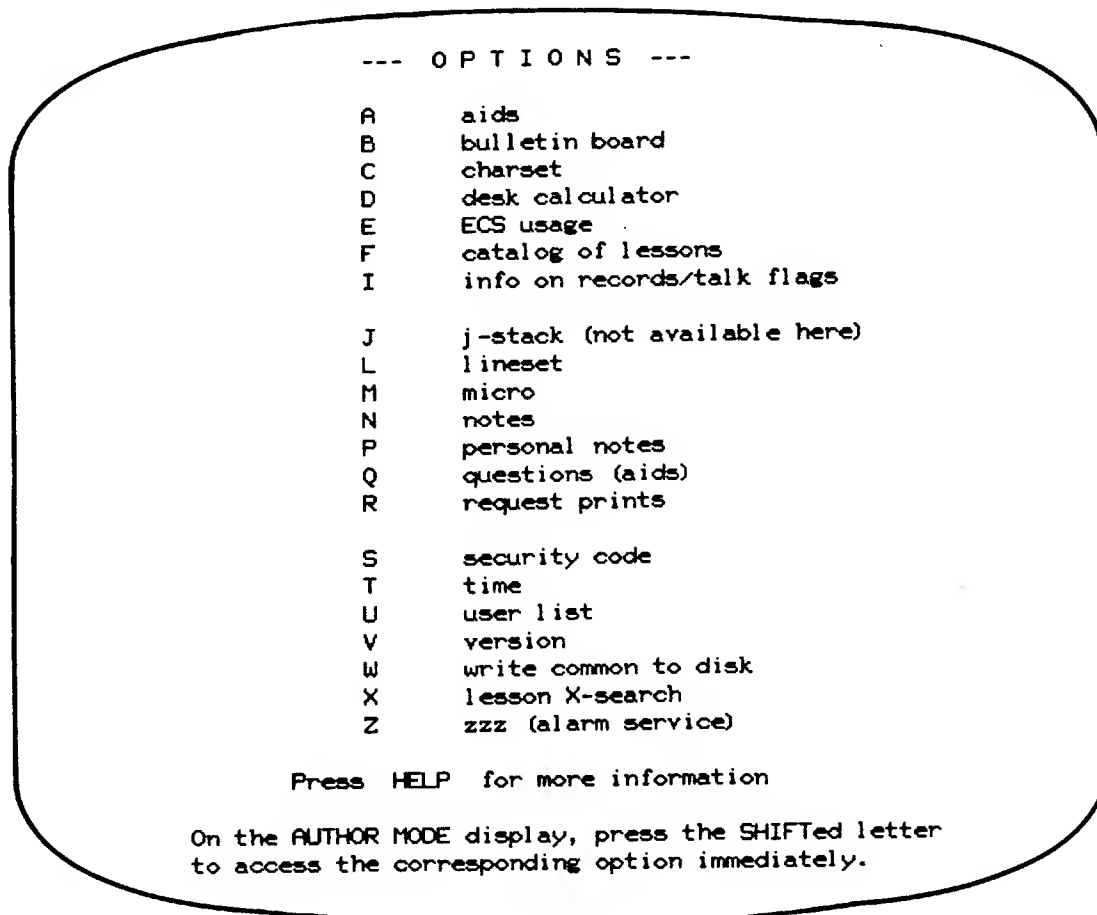 --- O P T I O N S ---
A aids
B bulletin board
C charset
D desk calculator
E ECS usage
F catalog of lessons
I info on records/talk flags
J j-stack (not available here)
L lineset
M micro
N notes
P personal notes
Q questions (aids)
R request prints
S security code
T time
U user list
V version
W write common to disk
X lesson X-search
Z zzz (alarm service)
Press HELP for more information
On the AUTHOR MODE display, press the SHIFTed letter
to access the corresponding option immediately.